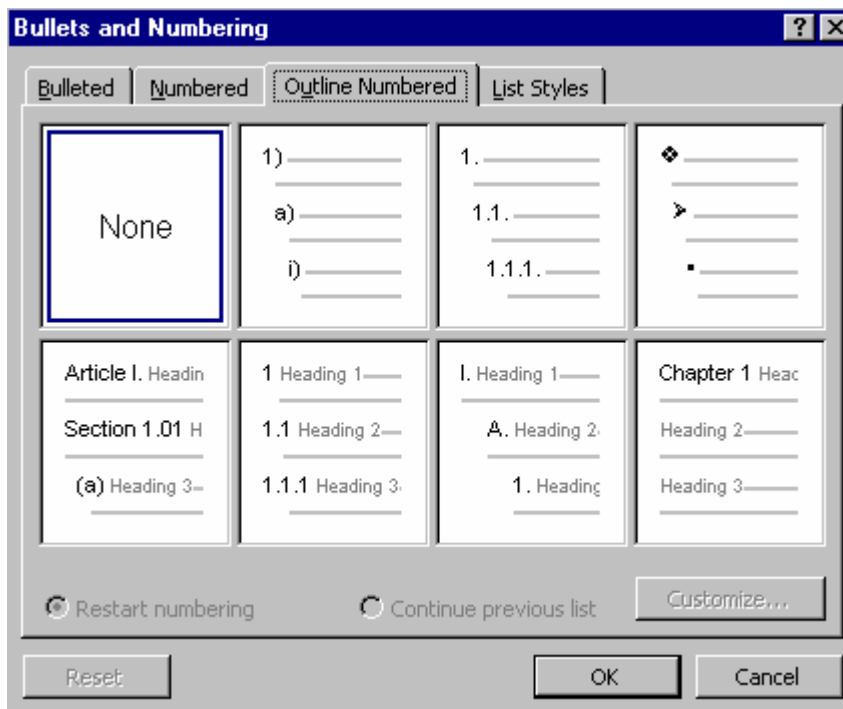 Bullets and Numbering
Bulleted
Numbered
Outline Numbered
List Styles
None
1)
a)
i)
1.
1.1.
1.1.1.
Article I. Headin
Section 1.01 H
(a) Heading 3
1 Heading 1
1.1 Heading 2
1.1.1 Heading 3
I. Heading 1
A. Heading 2
1. Heading
Chapter 1 Head
Heading 2
Heading 3
Restart numbering
Continue previous list
Customize...
Reset
OK
Cancel